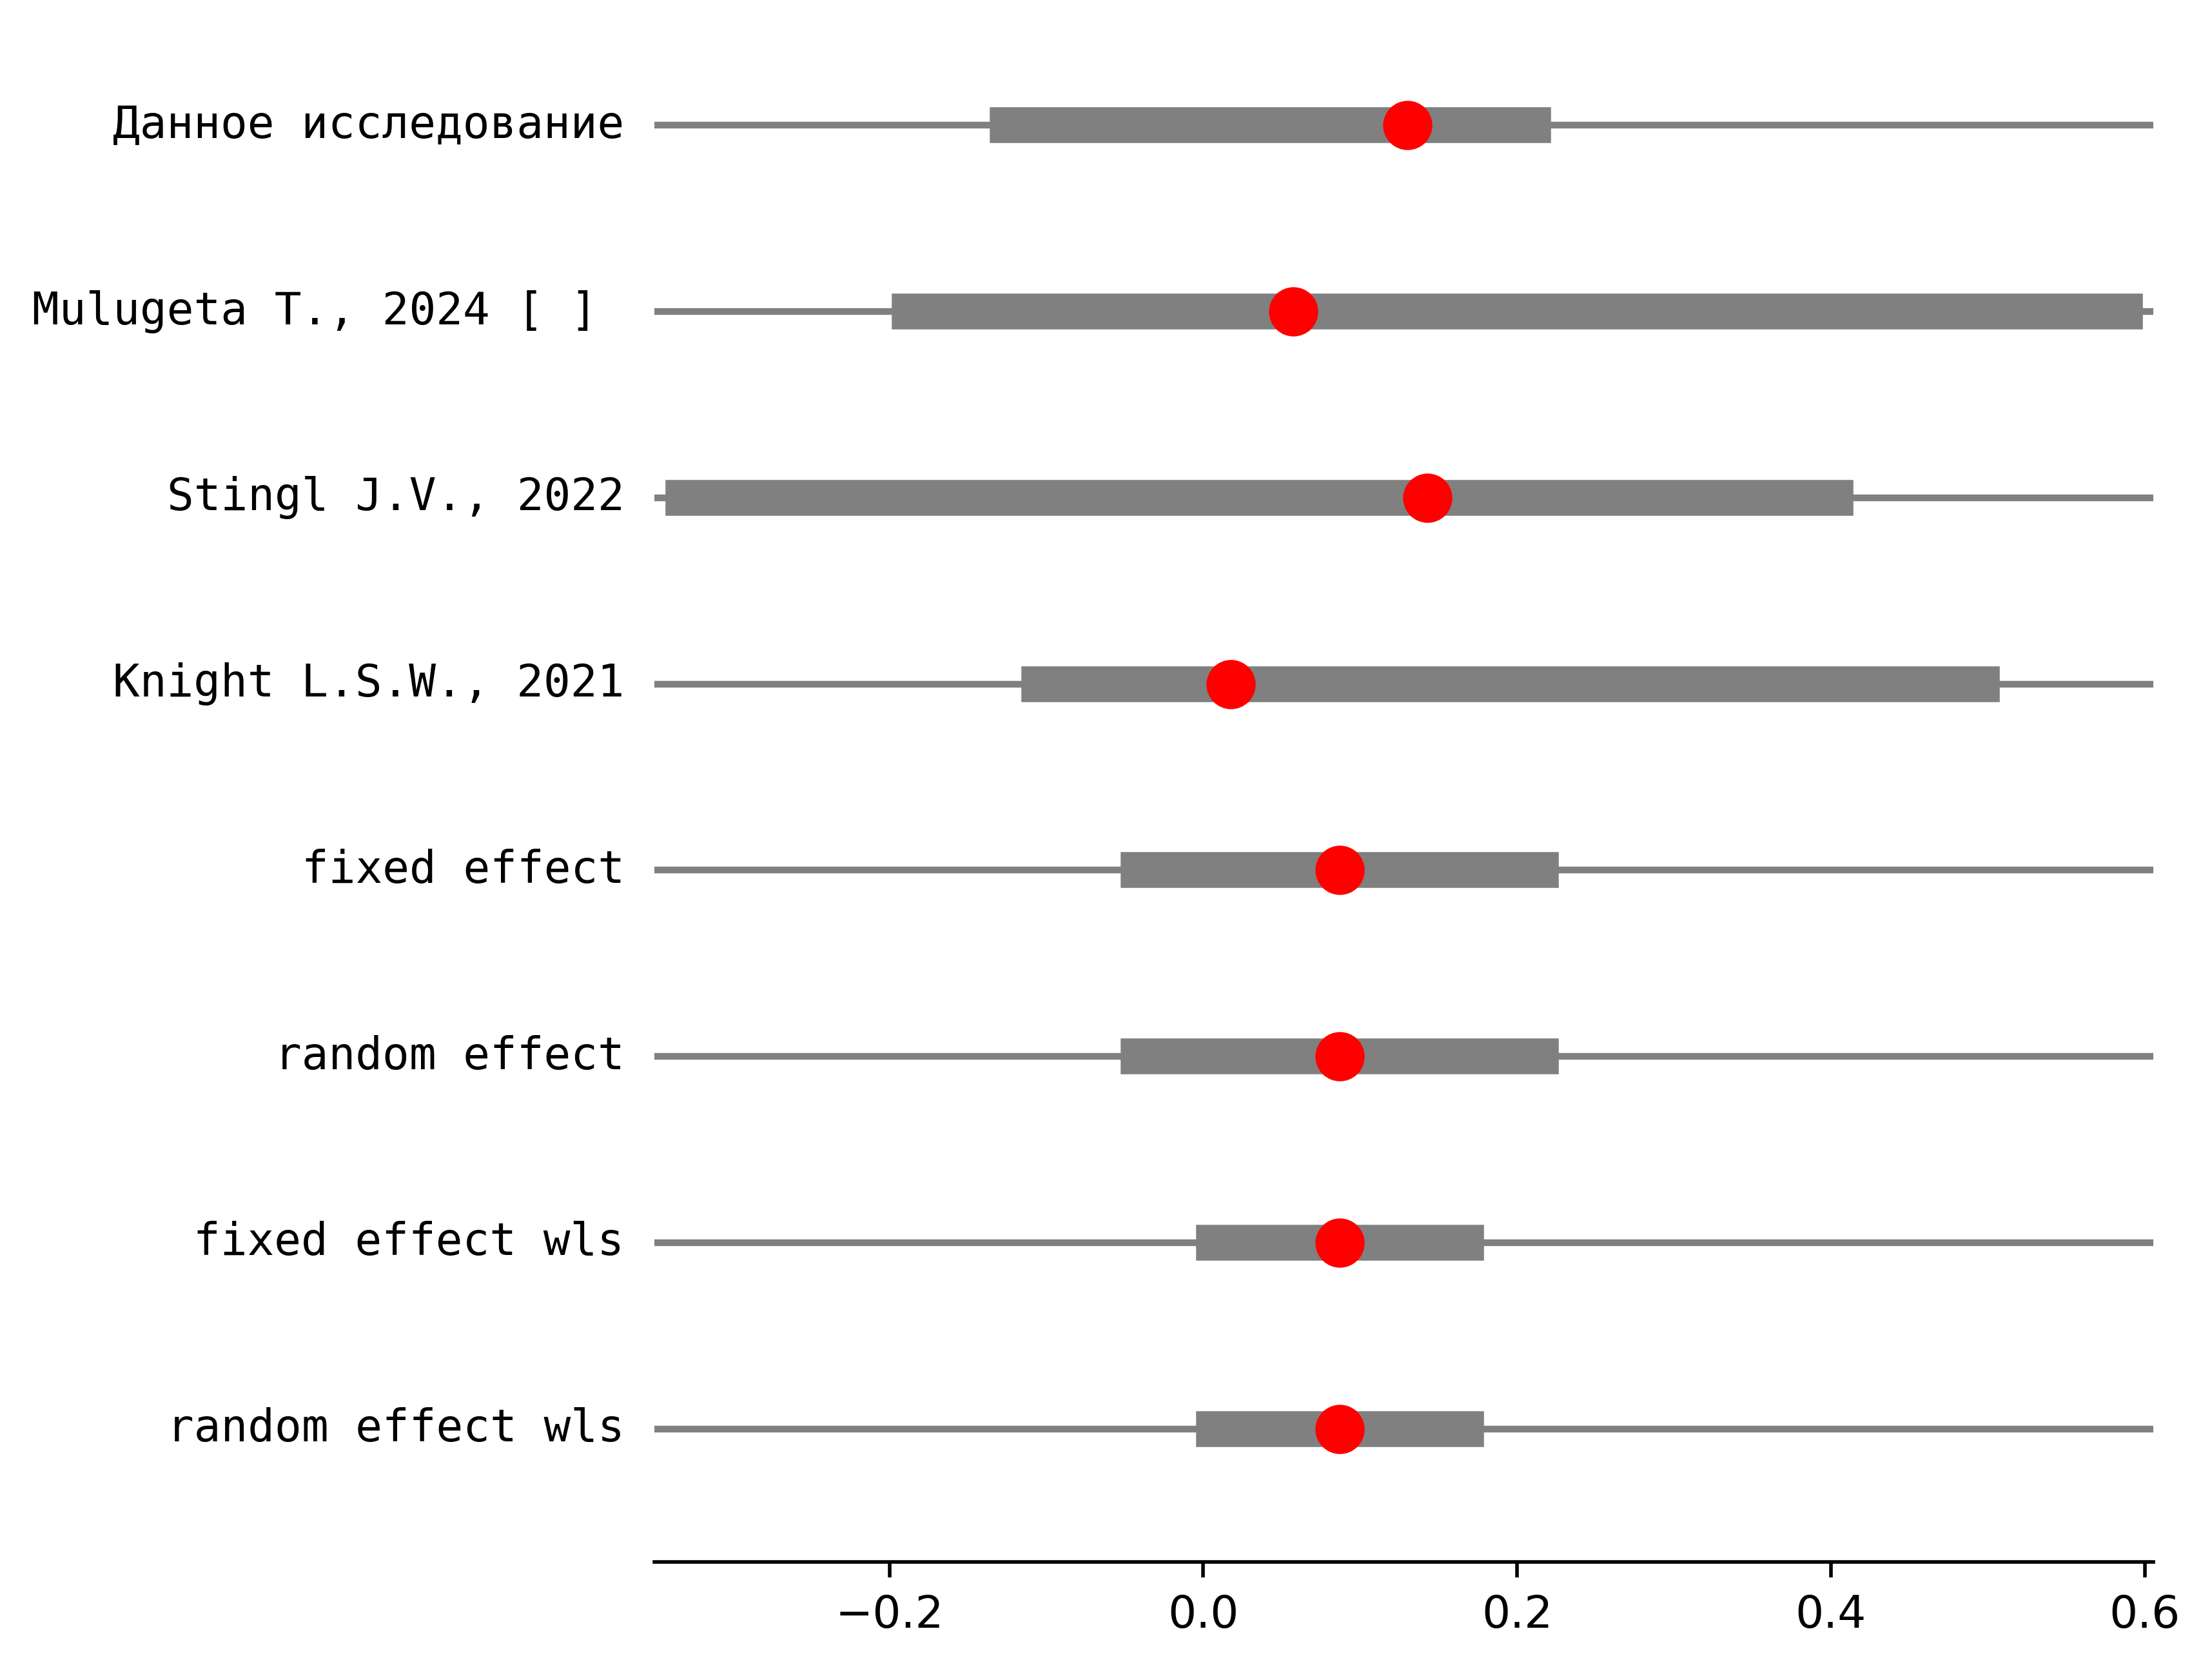 Данное исследование
Mulugeta T., 2024 [ ]
Stingl J.V., 2022
Knight L.S.W., 2021
fixed effect
random effect
fixed effect wls
random effect wls
−0.2 0.0 0.2 0.4 0.6